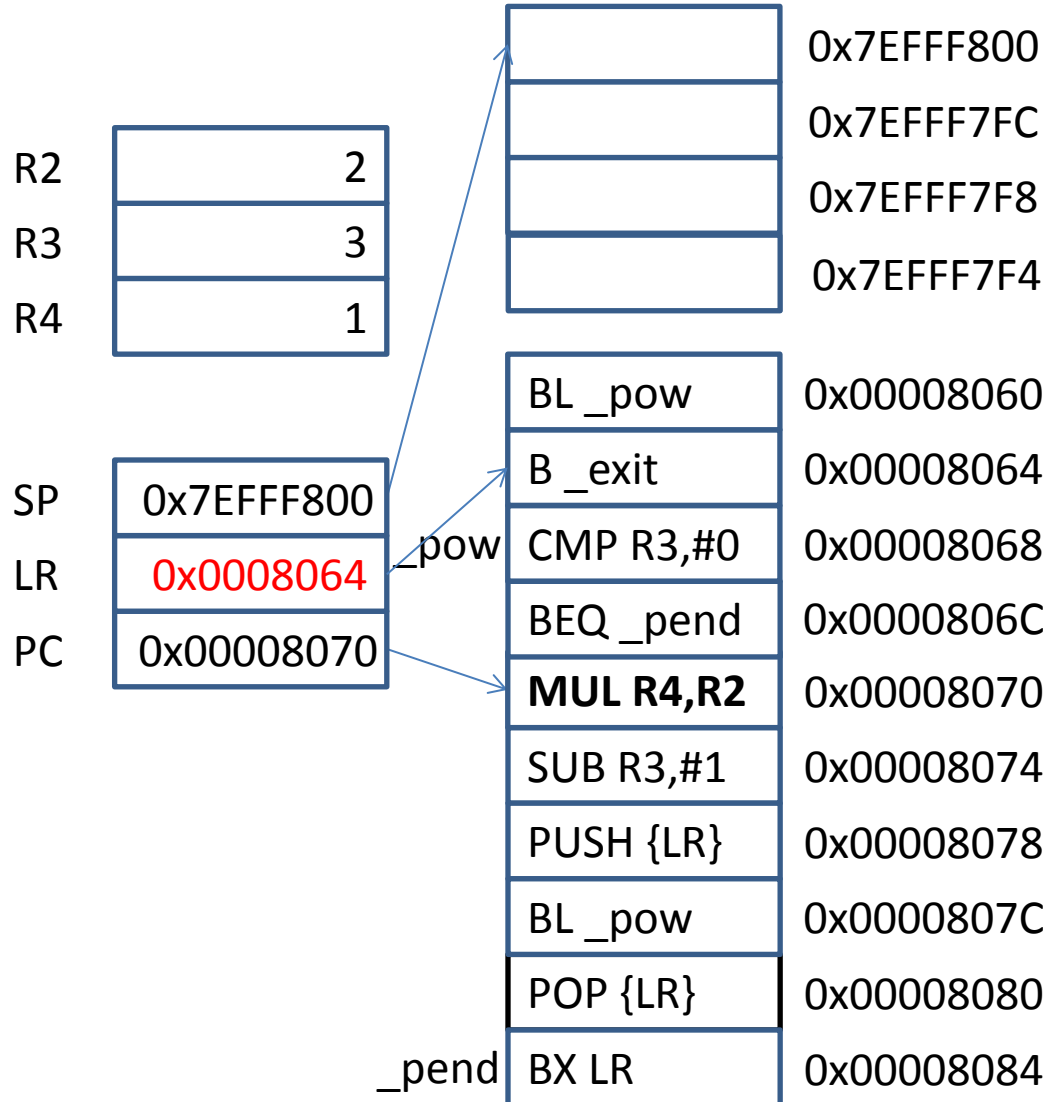 0x7EFFF800
0x7EFFF7FC
R2 2
0x7EFFF7F8
R3 3
0x7EFFF7F4
R4 1
BL _pow 0x00008060
SP 0x7EFFF800 B _exit 0x00008064
_pow CMP R3,#0 0x00008068
LR 0x0008064
BEQ _pend 0x0000806C
PC 0x00008070
MUL R4,R2 0x00008070
SUB R3,#1 0x00008074
PUSH {LR} 0x00008078
BL _pow 0x0000807C
POP {LR} 0x00008080
_pend BX LR 0x00008084